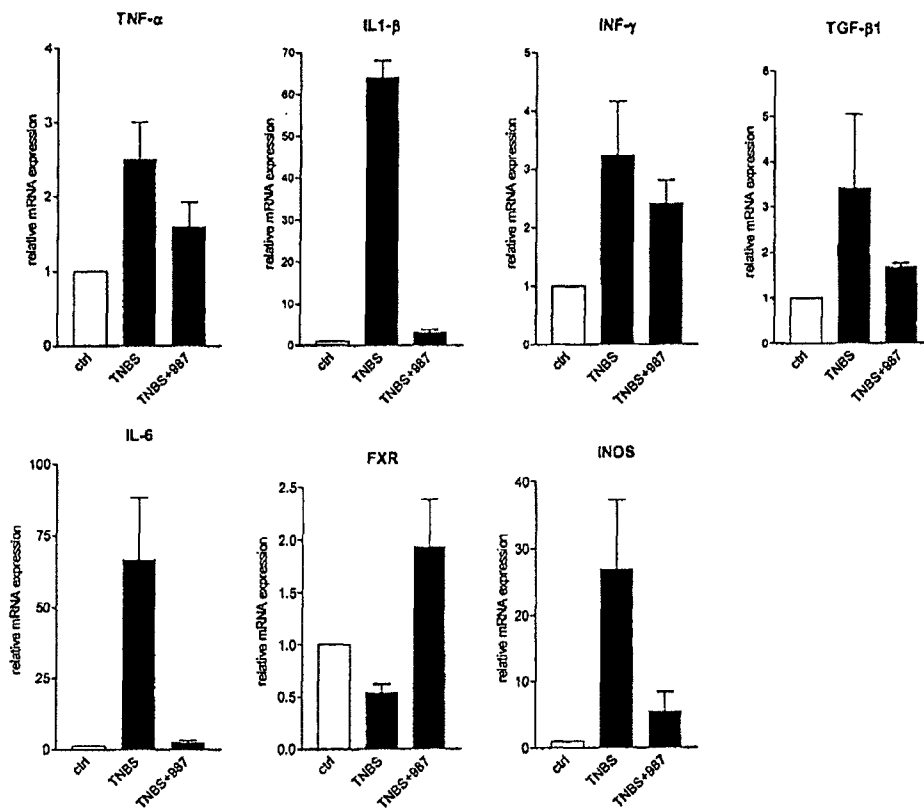 TNF-α
relative mRNA expression
4
3
2
1
0
ctrl
TNBS
TNBS+987
IL1-β
relative mRNA expression
70
60
50
40
30
20
10
0
ctrl
TNBS
TNBS+987
INF-γ
relative mRNA expression
5
4
3
2
1
0
ctrl
TNBS
TNBS+987
TGF-β1
relative mRNA expression
6
5
4
3
2
1
0
ctrl
TNBS
TNBS+987
IL-6
relative mRNA expression
100
75
50
25
0
ctrl
TNBS
TNBS+987
FXR
relative mRNA expression
2.5
2.0
1.5
1.0
0.5
0.0
ctrl
TNBS
TNBS+987
INOS
relative mRNA expression
40
30
20
10
0
ctrl
TNBS
TNBS+987